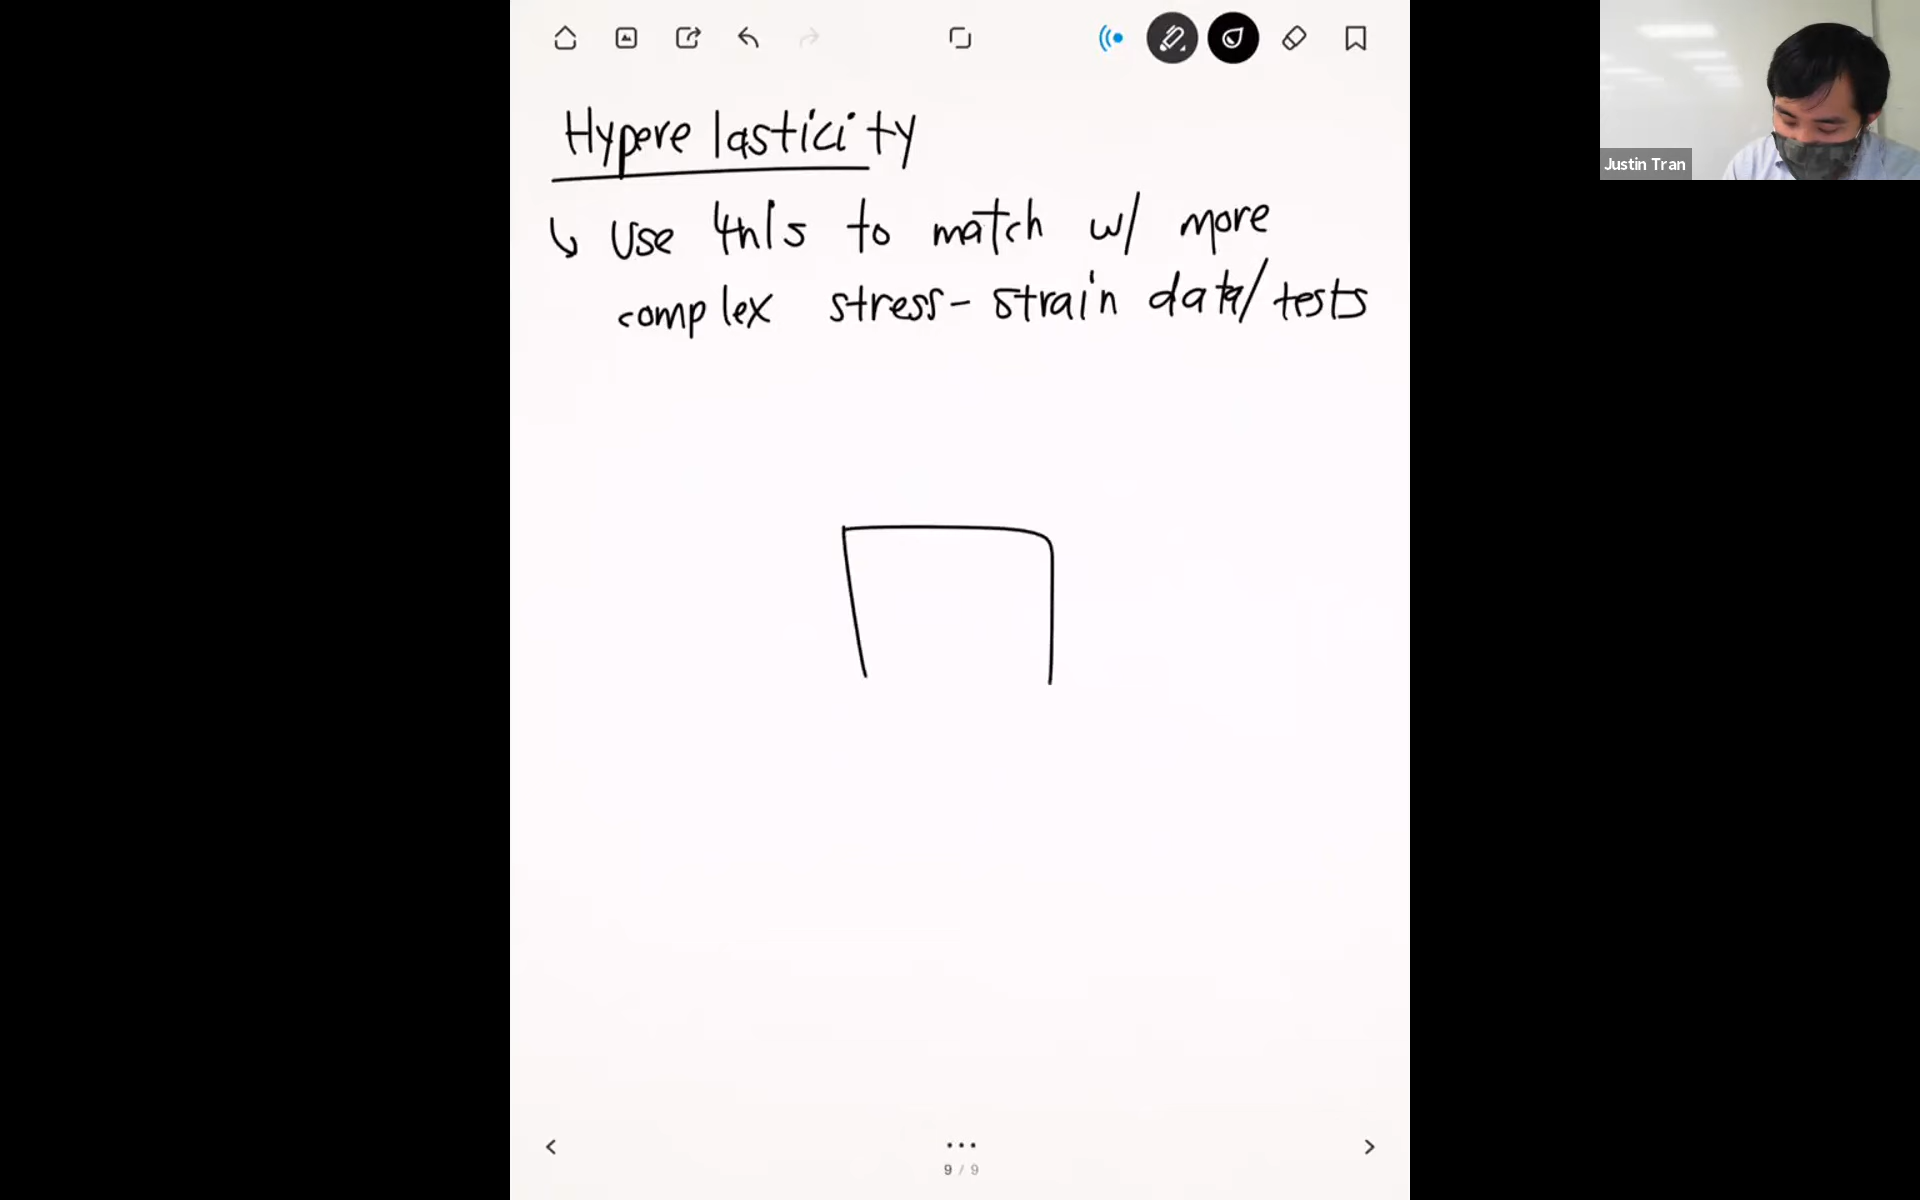 Hyperelasticity
Justin Tran
↳ Use this to match w/ more
complex stress-strain data/tests
9 / 9